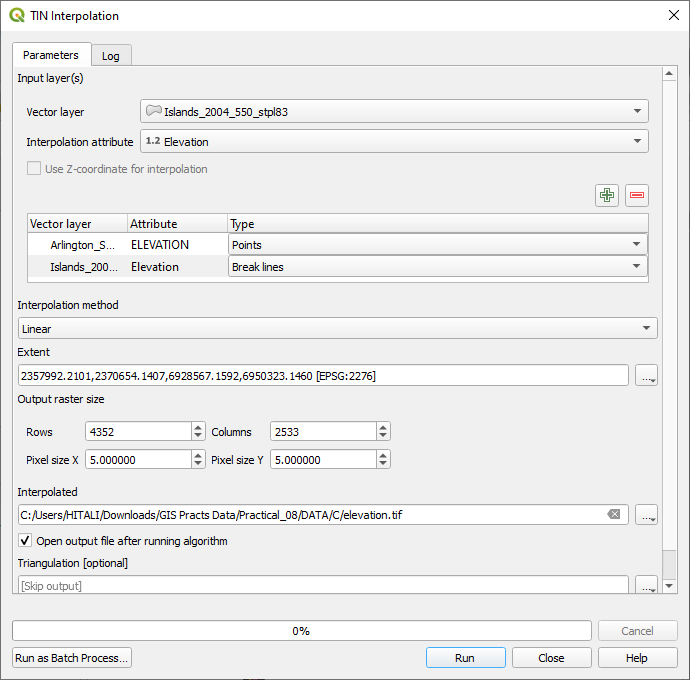 TIN Interpolation
Parameters
Log
Input layer(s)
Vector layer Islands_2004_550_stpl83
Interpolation attribute 1.2 Elevation
Use Z-coordinate for interpolation
Vector layer Attribute Type
Arlington_S... ELEVATION Points
Islands_200... Elevation Break lines
Interpolation method
Linear
Extent
2357992.2101,2370654.1407,6928567.1592,6950323.1460 [EPSG:2276]
...
Output raster size
Rows 4352 Columns 2533
Pixel size X 5.000000 Pixel size Y 5.000000
Interpolated
C:/Users/HITALI/Downloads/GIS Practs Data/Practical_08/DATA/C/elevation.tif
...
Open output file after running algorithm
Triangulation [optional]
[Skip output]
...
0%
Cancel
Run as Batch Process...
Run
Close
Help